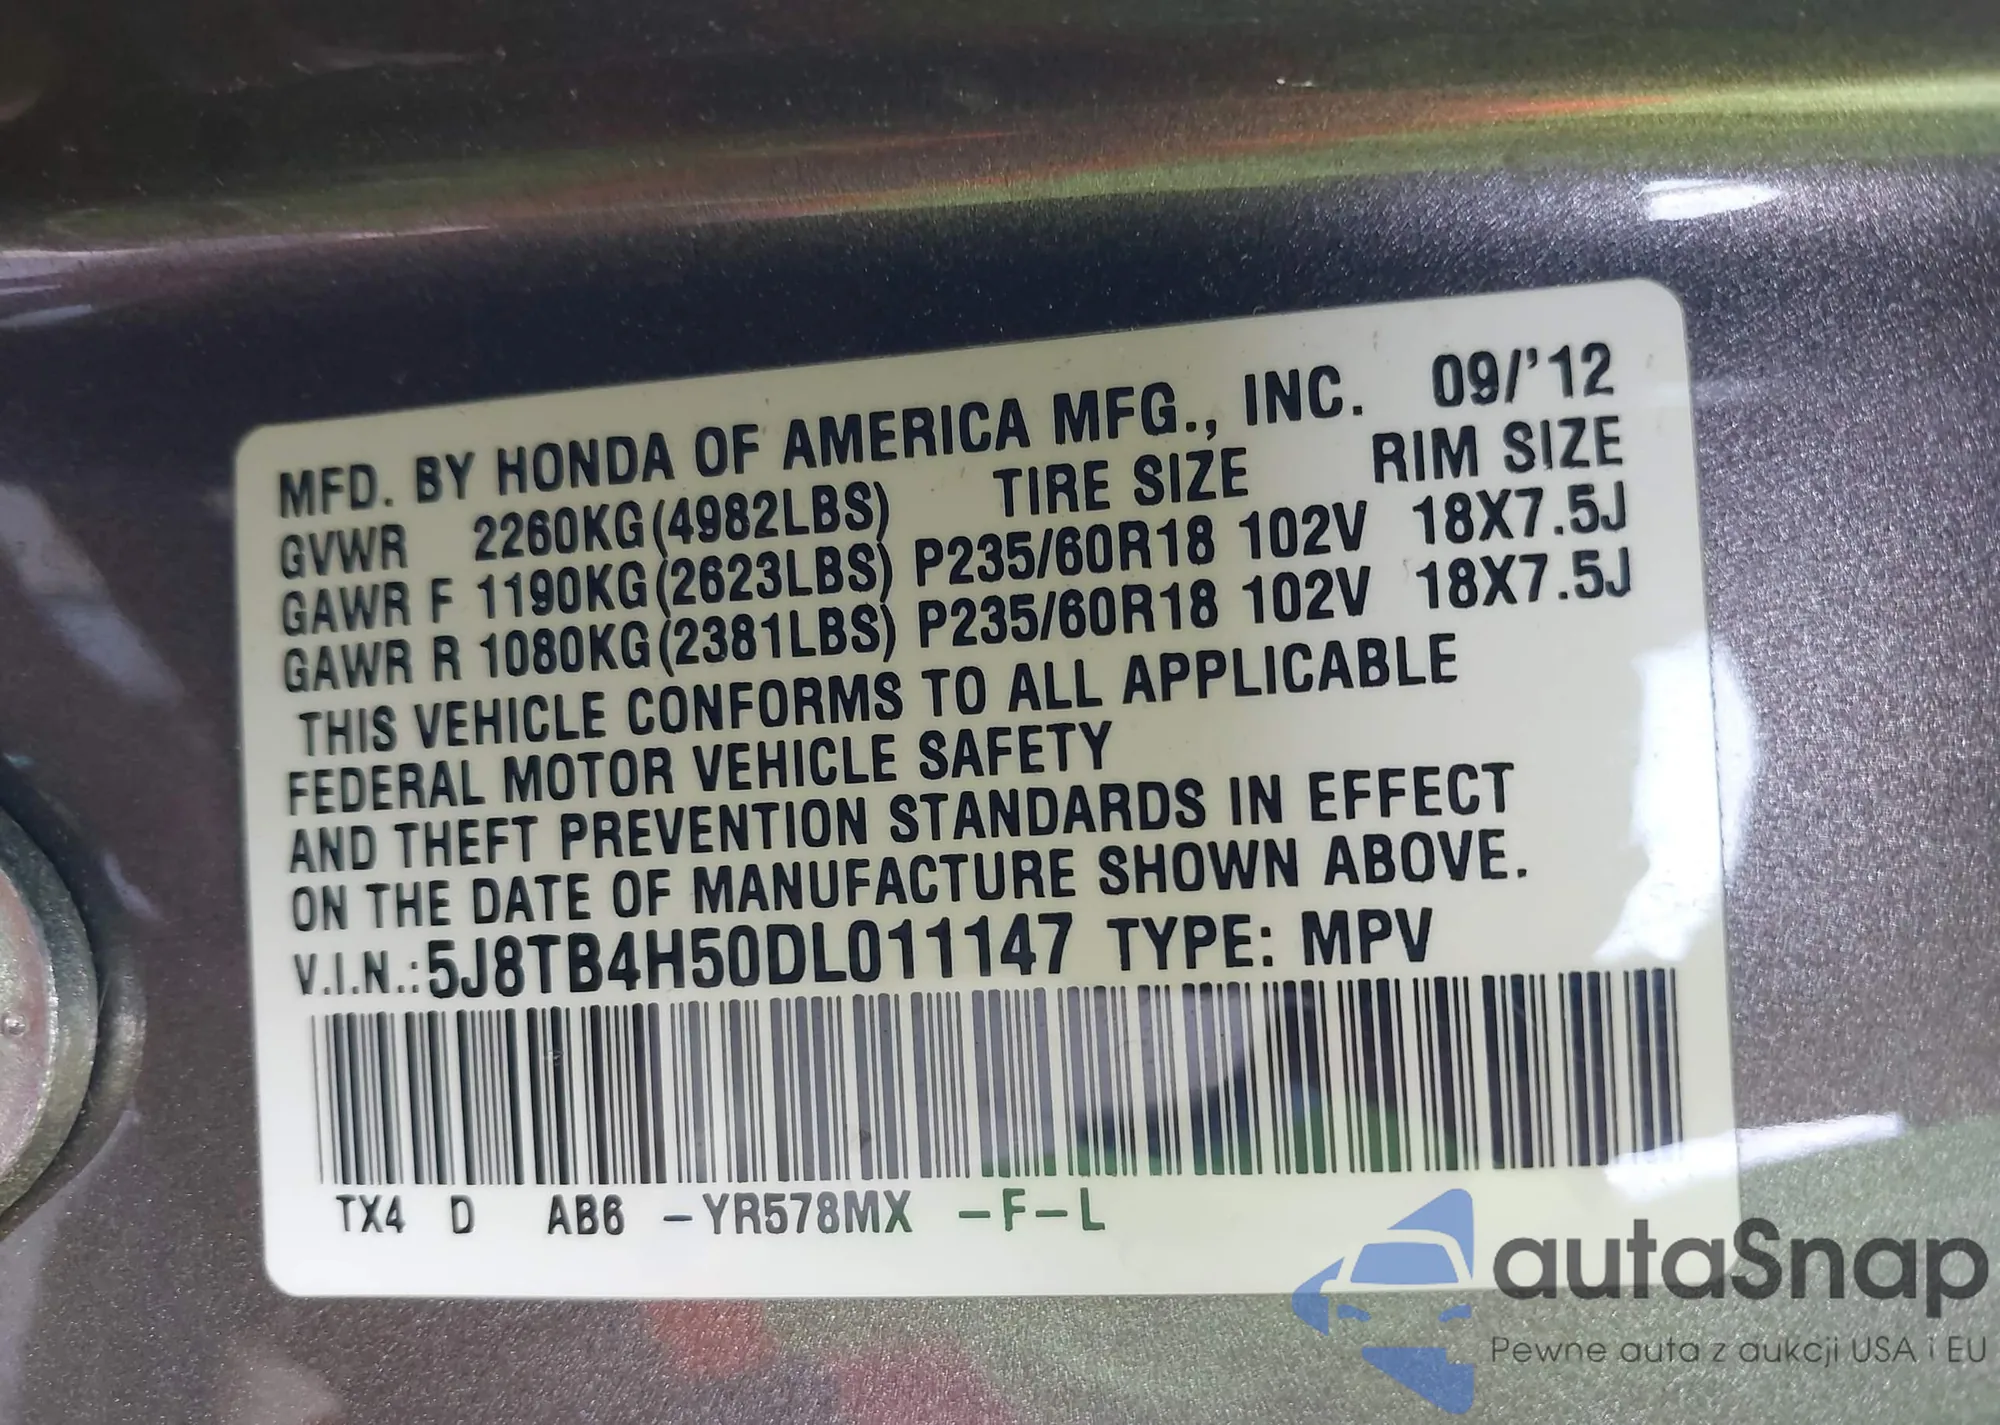 MFD. BY HONDA OF AMERICA MFG., INC. 09/'12
GVWR 2260KG(4982LBS) TIRE SIZE RIM SIZE
GAWR F 1190KG(2623LBS) P235/60R18 102V 18X7.5J
GAWR R 1080KG(2381LBS) P235/60R18 102V 18X7.5J
THIS VEHICLE CONFORMS TO ALL APPLICABLE
FEDERAL MOTOR VEHICLE SAFETY
AND THEFT PREVENTION STANDARDS IN EFFECT
ON THE DATE OF MANUFACTURE SHOWN ABOVE.
V.I.N.:5J8TB4H50DL011147 TYPE: MPV
TX4 D AB6 -YR578MX -F-L
autaSnap
Pewne auta z aukcji USA i EU